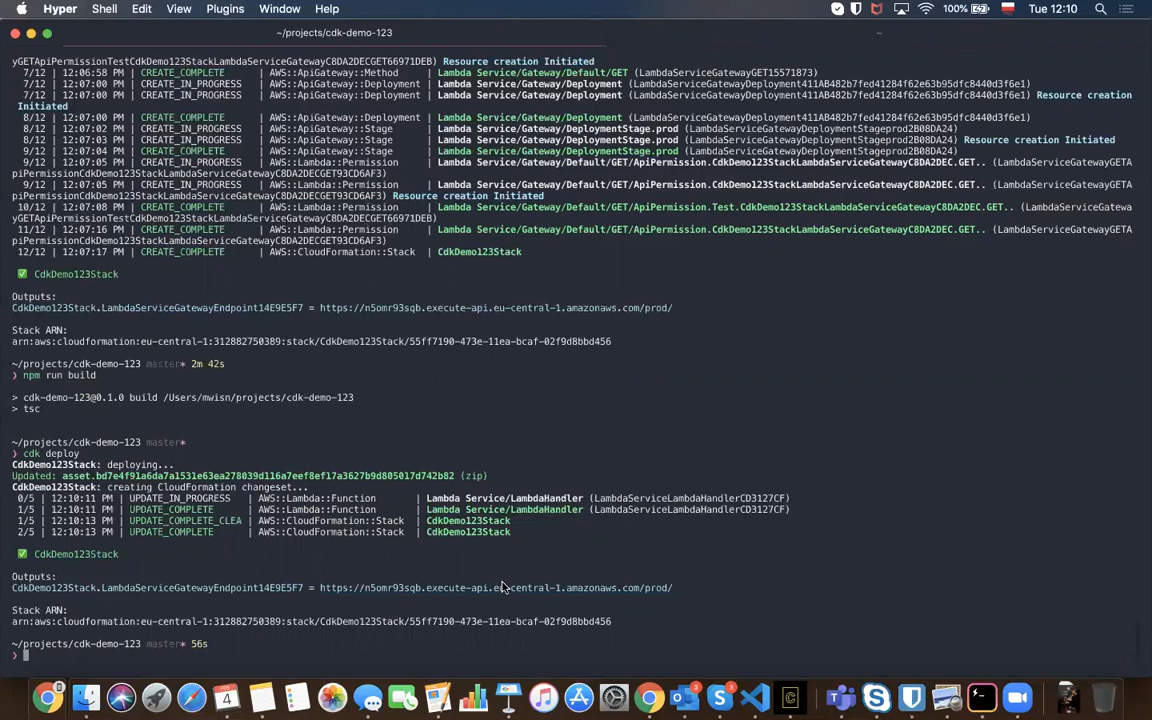 Hyper Shell Edit View Plugins Window Help 100% Tue 12:10
~/projects/cdk-demo-123 ~
yGETApiPermissionTestCdkDemo123StackLambdaServiceGatewayC8DA2DECGET66971DEB) Resource creation Initiated
7/12 | 12:06:58 PM | CREATE_COMPLETE | AWS::ApiGateway::Method | Lambda Service/Gateway/Default/GET (LambdaServiceGatewayGET15571873)
7/12 | 12:07:00 PM | CREATE_IN_PROGRESS | AWS::ApiGateway::Deployment | Lambda Service/Gateway/Deployment (LambdaServiceGatewayDeployment411AB482b7fed41284f62e63b95dfc8440d3f6e1)
7/12 | 12:07:00 PM | CREATE_IN_PROGRESS | AWS::ApiGateway::Deployment | Lambda Service/Gateway/Deployment (LambdaServiceGatewayDeployment411AB482b7fed41284f62e63b95dfc8440d3f6e1) Resource creation
Initiated
8/12 | 12:07:00 PM | CREATE_COMPLETE | AWS::ApiGateway::Deployment | Lambda Service/Gateway/Deployment (LambdaServiceGatewayDeployment411AB482b7fed41284f62e63b95dfc8440d3f6e1)
8/12 | 12:07:02 PM | CREATE_IN_PROGRESS | AWS::ApiGateway::Stage | Lambda Service/Gateway/DeploymentStage.prod (LambdaServiceGatewayDeploymentStageprod2B08DA24)
8/12 | 12:07:03 PM | CREATE_IN_PROGRESS | AWS::ApiGateway::Stage | Lambda Service/Gateway/DeploymentStage.prod (LambdaServiceGatewayDeploymentStageprod2B08DA24) Resource creation Initiated
9/12 | 12:07:04 PM | CREATE_COMPLETE | AWS::ApiGateway::Stage | Lambda Service/Gateway/DeploymentStage.prod (LambdaServiceGatewayDeploymentStageprod2B08DA24)
9/12 | 12:07:05 PM | CREATE_IN_PROGRESS | AWS::Lambda::Permission | Lambda Service/Gateway/Default/GET/ApiPermission.CdkDemo123StackLambdaServiceGatewayC8DA2DEC.GET.. (LambdaServiceGatewayGETA
piPermissionCdkDemo123StackLambdaServiceGatewayC8DA2DECGET93CD6AF3)
9/12 | 12:07:05 PM | CREATE_IN_PROGRESS | AWS::Lambda::Permission | Lambda Service/Gateway/Default/GET/ApiPermission.CdkDemo123StackLambdaServiceGatewayC8DA2DEC.GET.. (LambdaServiceGatewayGETA
piPermissionCdkDemo123StackLambdaServiceGatewayC8DA2DECGET93CD6AF3) Resource creation Initiated
10/12 | 12:07:08 PM | CREATE_COMPLETE | AWS::Lambda::Permission | Lambda Service/Gateway/Default/GET/ApiPermission.Test.CdkDemo123StackLambdaServiceGatewayC8DA2DEC.GET.. (LambdaServiceGatewa
yGETApiPermissionTestCdkDemo123StackLambdaServiceGatewayC8DA2DECGET66971DEB)
11/12 | 12:07:16 PM | CREATE_COMPLETE | AWS::Lambda::Permission | Lambda Service/Gateway/Default/GET/ApiPermission.CdkDemo123StackLambdaServiceGatewayC8DA2DEC.GET.. (LambdaServiceGatewayGETA
piPermissionCdkDemo123StackLambdaServiceGatewayC8DA2DECGET93CD6AF3)
12/12 | 12:07:17 PM | CREATE_COMPLETE | AWS::CloudFormation::Stack | CdkDemo123Stack
✅ CdkDemo123Stack
Outputs:
CdkDemo123Stack.LambdaServiceGatewayEndpoint14E9E5F7 = https://n5omr93sqb.execute-api.eu-central-1.amazonaws.com/prod/
Stack ARN:
arn:aws:cloudformation:eu-central-1:312882750389:stack/CdkDemo123Stack/55ff7190-473e-11ea-bcaf-02f9d8bbd456
~/projects/cdk-demo-123 master* 2m 42s
❯ npm run build
> cdk-demo-123@0.1.0 build /Users/mwisn/projects/cdk-demo-123
> tsc
~/projects/cdk-demo-123 master*
❯ cdk deploy
CdkDemo123Stack: deploying...
Updated: asset.bd7e4f91a6da7a1531e63ea278039d116a7eef8ef17a3627b9d805017d742b82 (zip)
CdkDemo123Stack: creating CloudFormation changeset...
0/5 | 12:10:11 PM | UPDATE_IN_PROGRESS | AWS::Lambda::Function | Lambda Service/LambdaHandler (LambdaServiceLambdaHandlerCD3127CF)
1/5 | 12:10:11 PM | UPDATE_COMPLETE | AWS::Lambda::Function | Lambda Service/LambdaHandler (LambdaServiceLambdaHandlerCD3127CF)
1/5 | 12:10:13 PM | UPDATE_COMPLETE_CLEA | AWS::CloudFormation::Stack | CdkDemo123Stack
2/5 | 12:10:13 PM | UPDATE_COMPLETE | AWS::CloudFormation::Stack | CdkDemo123Stack
✅ CdkDemo123Stack
Outputs:
CdkDemo123Stack.LambdaServiceGatewayEndpoint14E9E5F7 = https://n5omr93sqb.execute-api.eu-central-1.amazonaws.com/prod/
Stack ARN:
arn:aws:cloudformation:eu-central-1:312882750389:stack/CdkDemo123Stack/55ff7190-473e-11ea-bcaf-02f9d8bbd456
~/projects/cdk-demo-123 master* 56s
❯